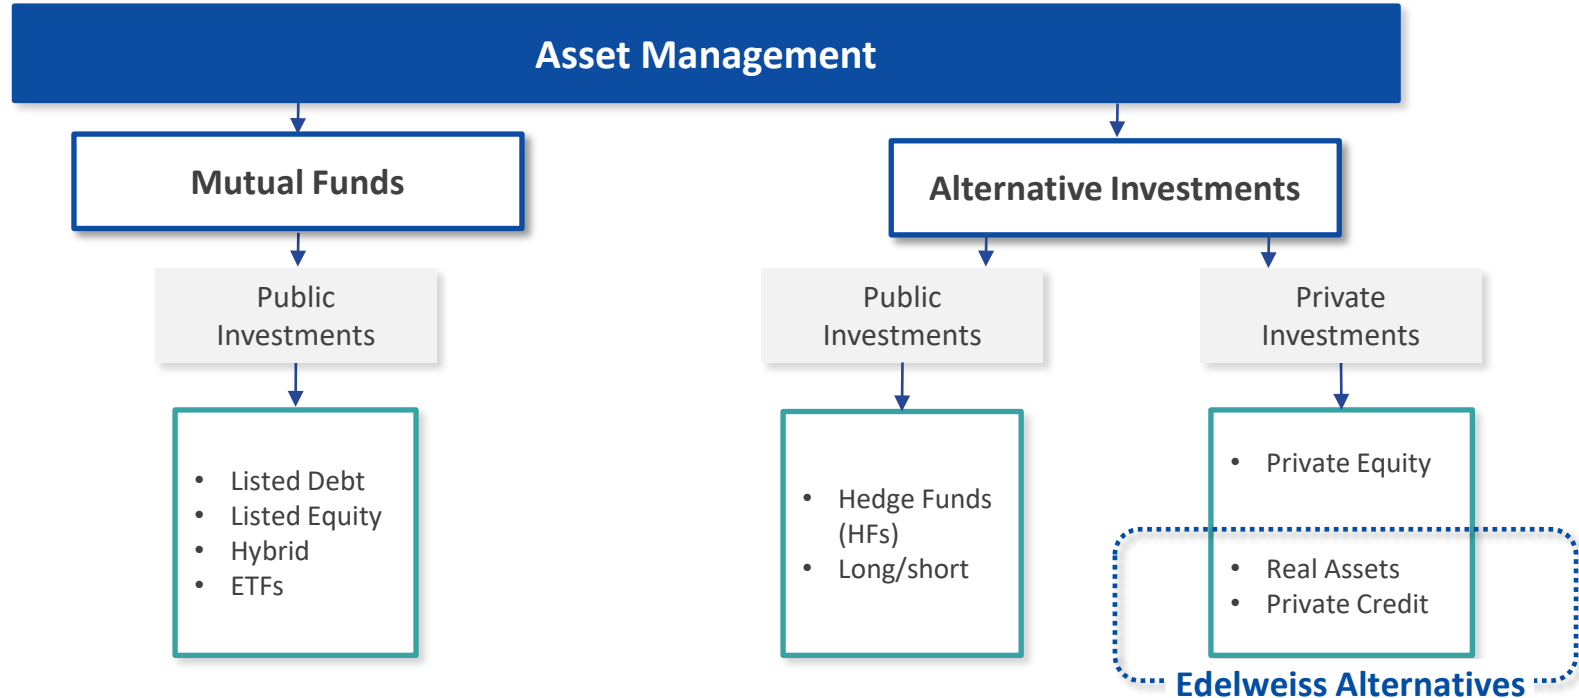 Asset Management
Mutual Funds
Alternative Investments
Public
Investments
Public
Investments
Private
Investments
• Listed Debt
• Listed Equity
• Hybrid
• ETFs
• Hedge Funds
(HFs)
• Long/short
• Private Equity
• Real Assets
• Private Credit
Edelweiss Alternatives